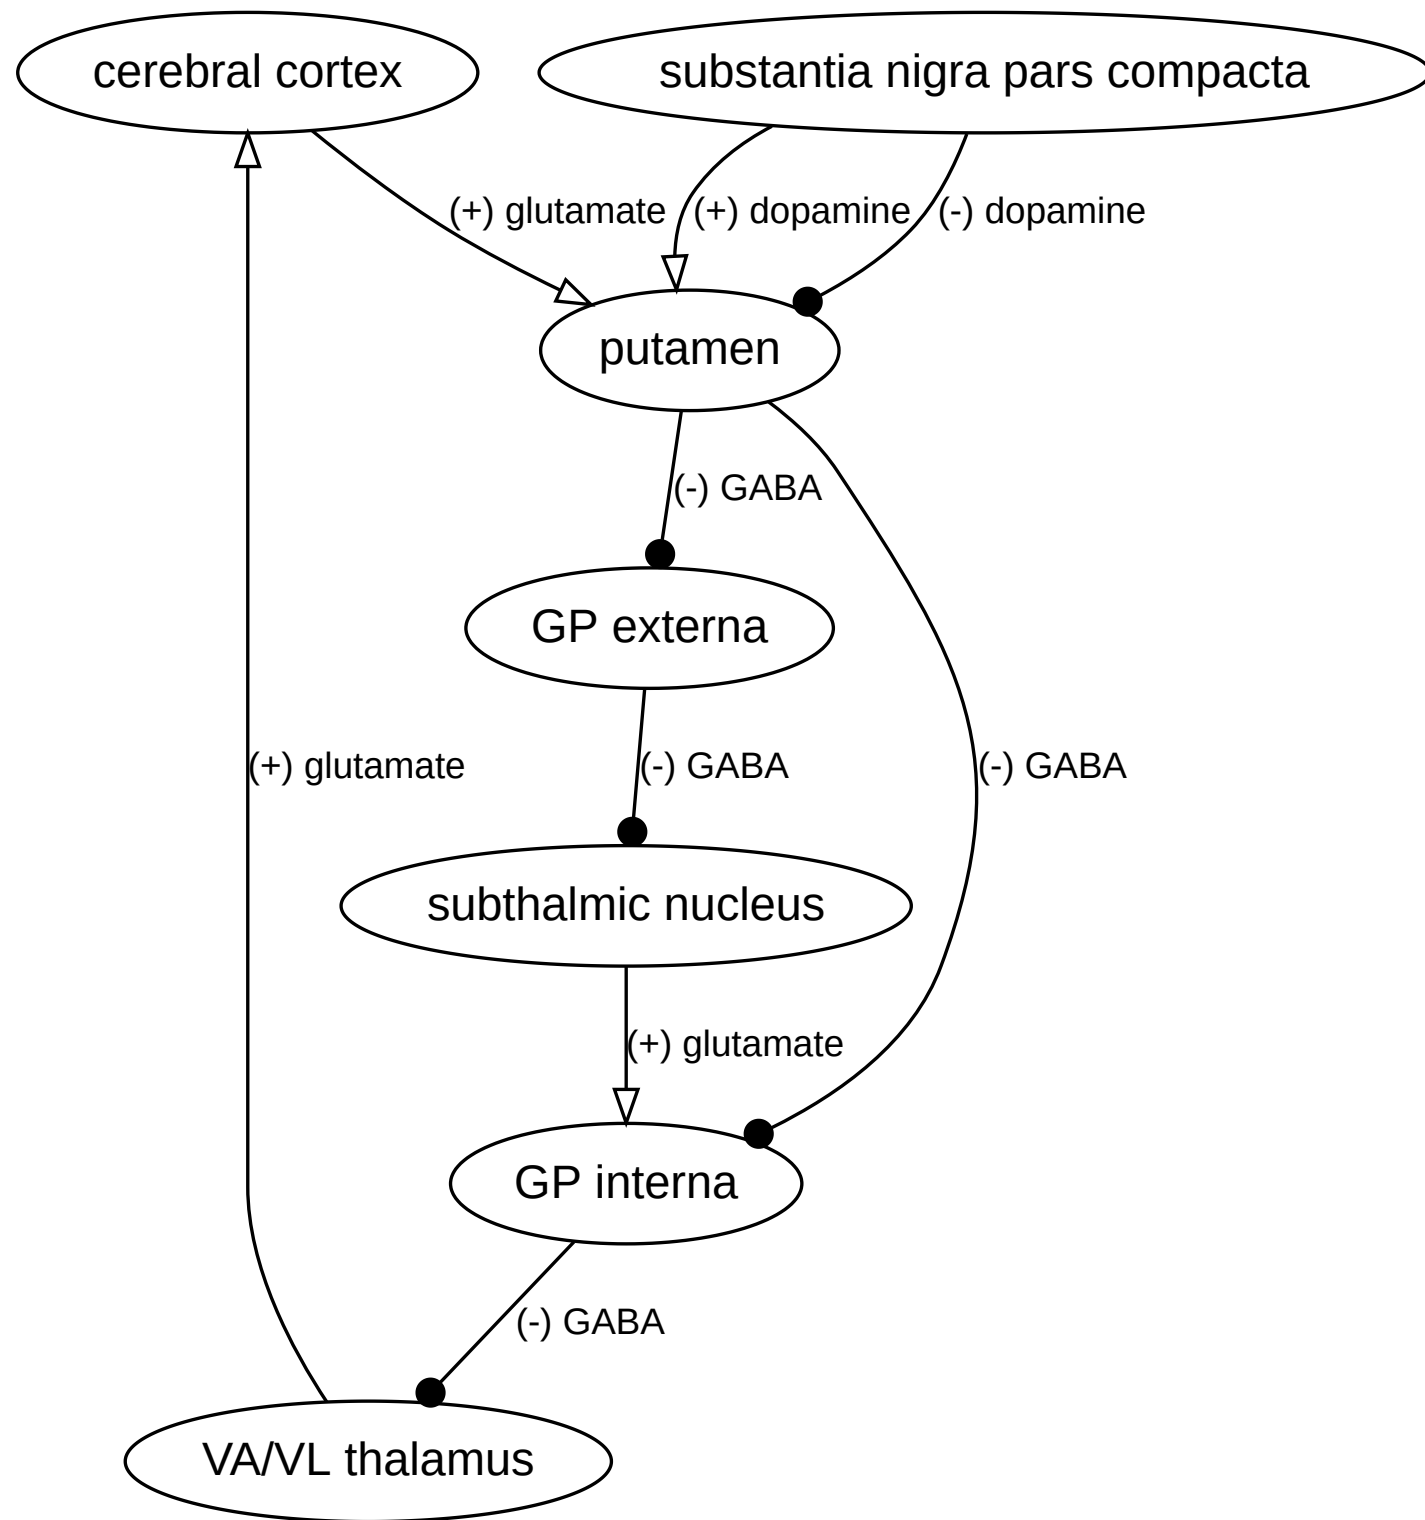 cerebral cortex
substantia nigra pars compacta
(+) glutamate
(+) dopamine
(-) dopamine
putamen
(-) GABA
GP externa
(+) glutamate
(-) GABA
(-) GABA
subthalmic nucleus
(+) glutamate
GP interna
(-) GABA
VA/VL thalamus